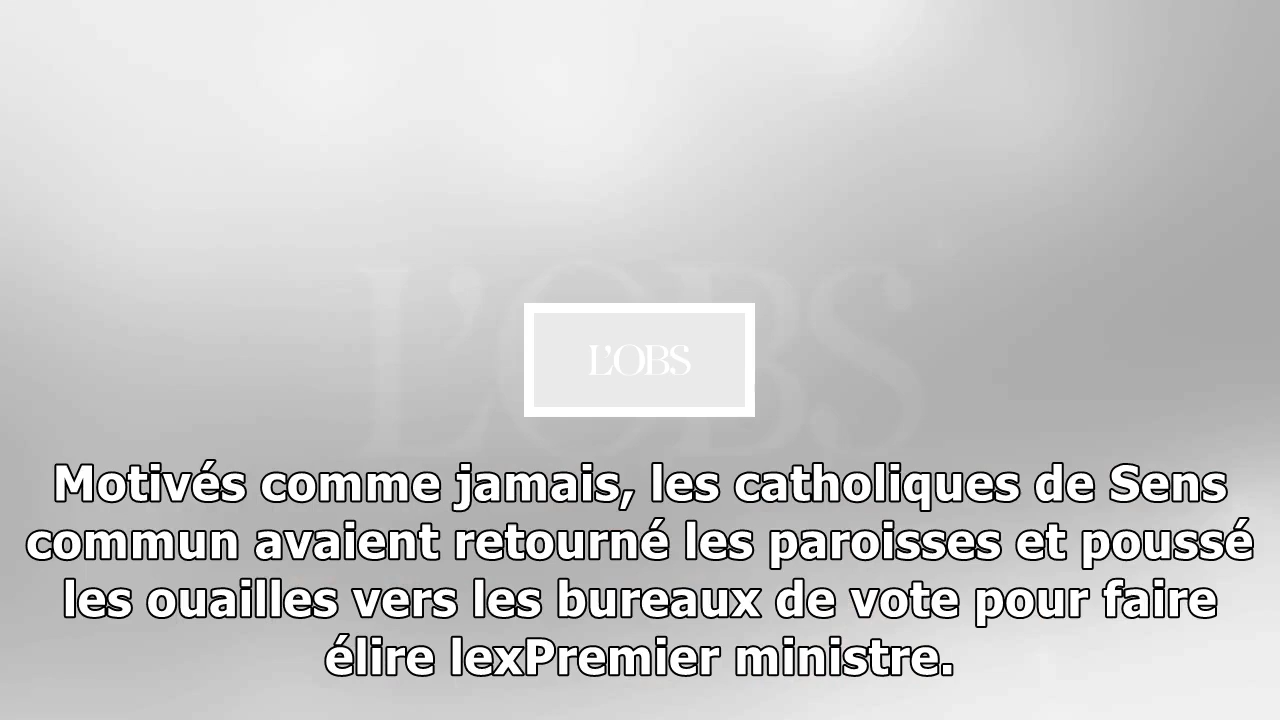 L'OBS
L'OBS
Motivés comme jamais, les catholiques de Sens
commun avaient retourné les paroisses et poussé
les ouailles vers les bureaux de vote pour faire
élire lexPremier ministre.